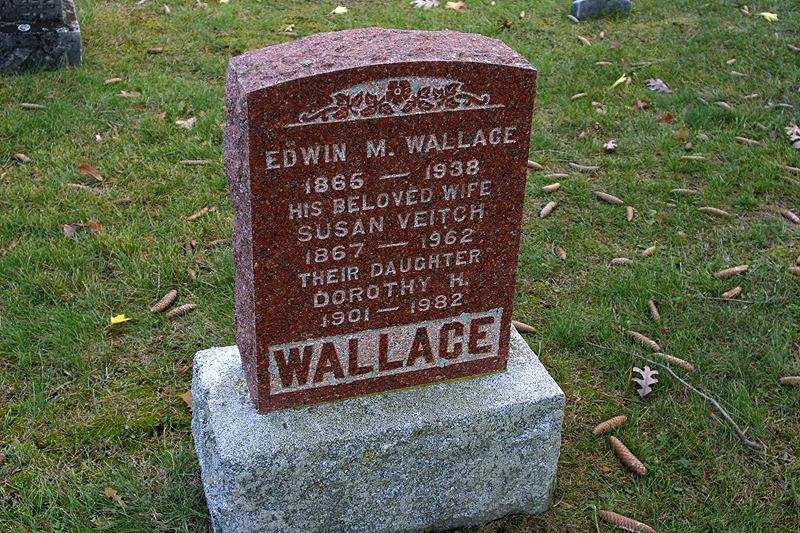 EDWIN M. WALLACE
1865 — 1938
HIS BELOVED WIFE
SUSAN VEITCH
1867 — 1962
THEIR DAUGHTER
DOROTHY H.
1901 — 1982
WALLACE